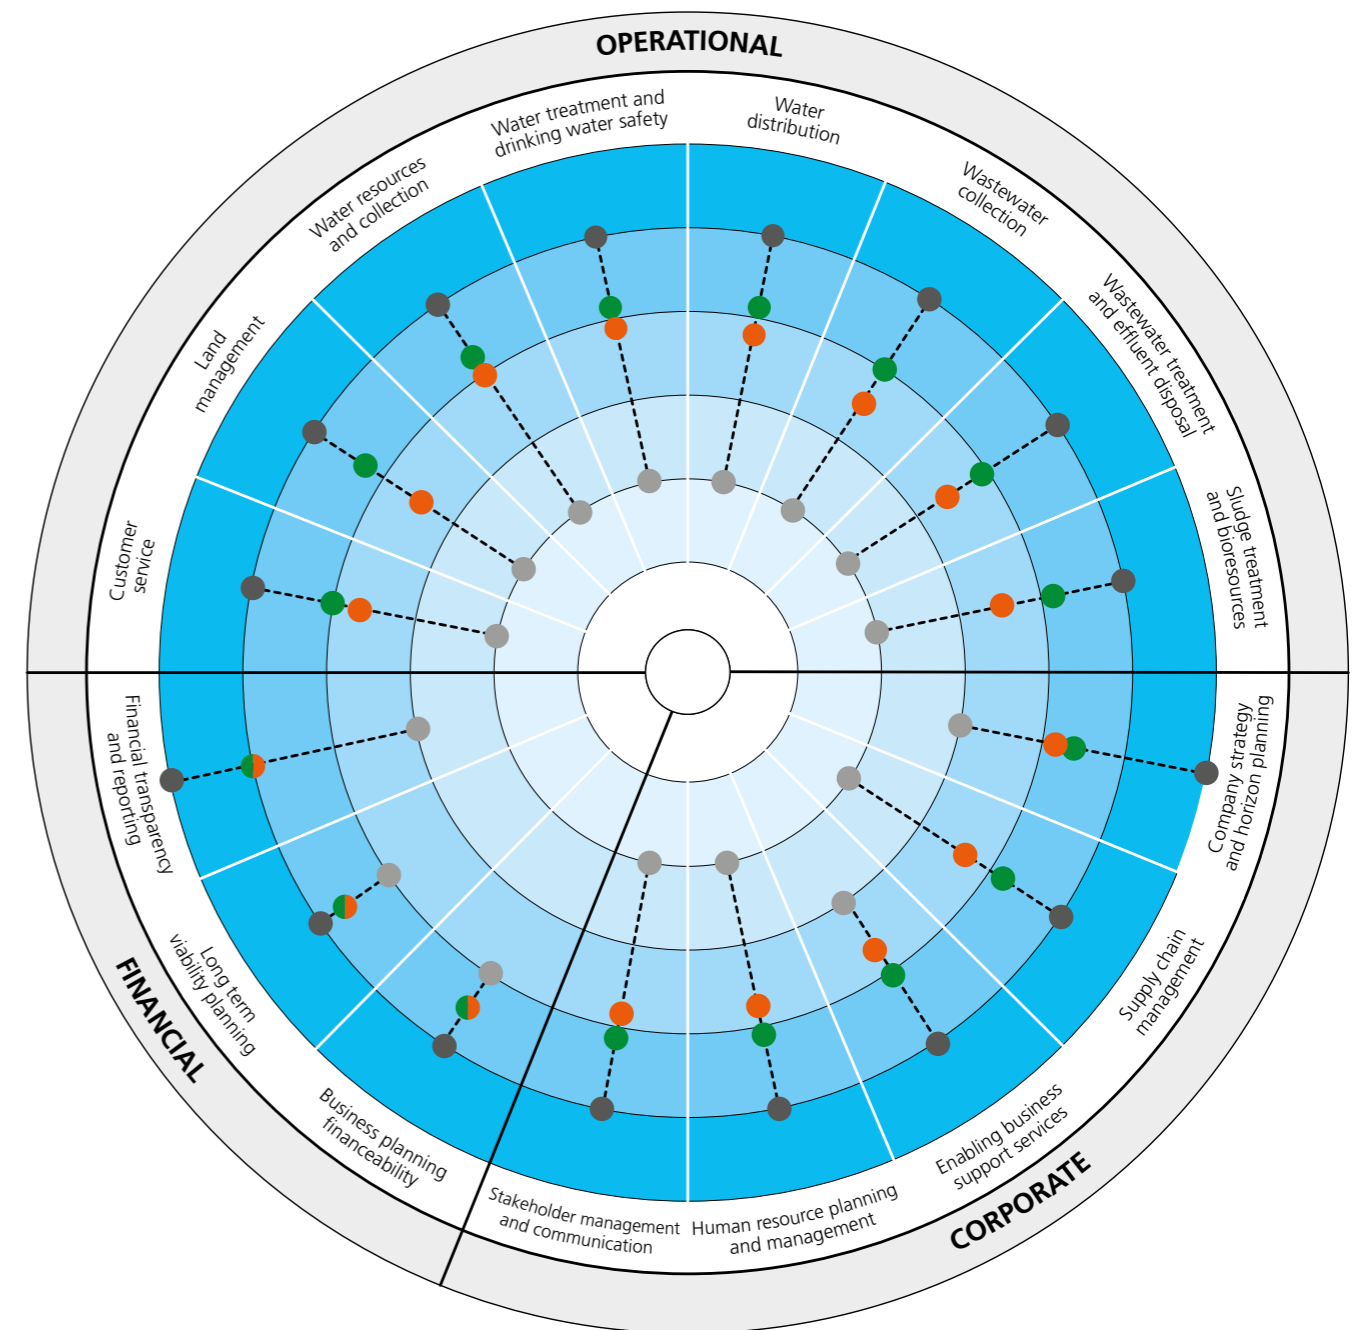 OPERATIONAL
Water treatment and
drinking water safety
Water
distribution
Wastewater
collection
Wastewater treatment
and effluent disposal
Sludge treatment
and bioresources
Company strategy
and horizon planning
Supply chain
management
Enabling business
support services
CORPORATE
Human resource planning
and management
Stakeholder management
and communication
Business planning
financeability
Long term
viability planning
FINANCIAL
Financial transparency
and reporting
Customer
service
Land
management
Water resources
and collection